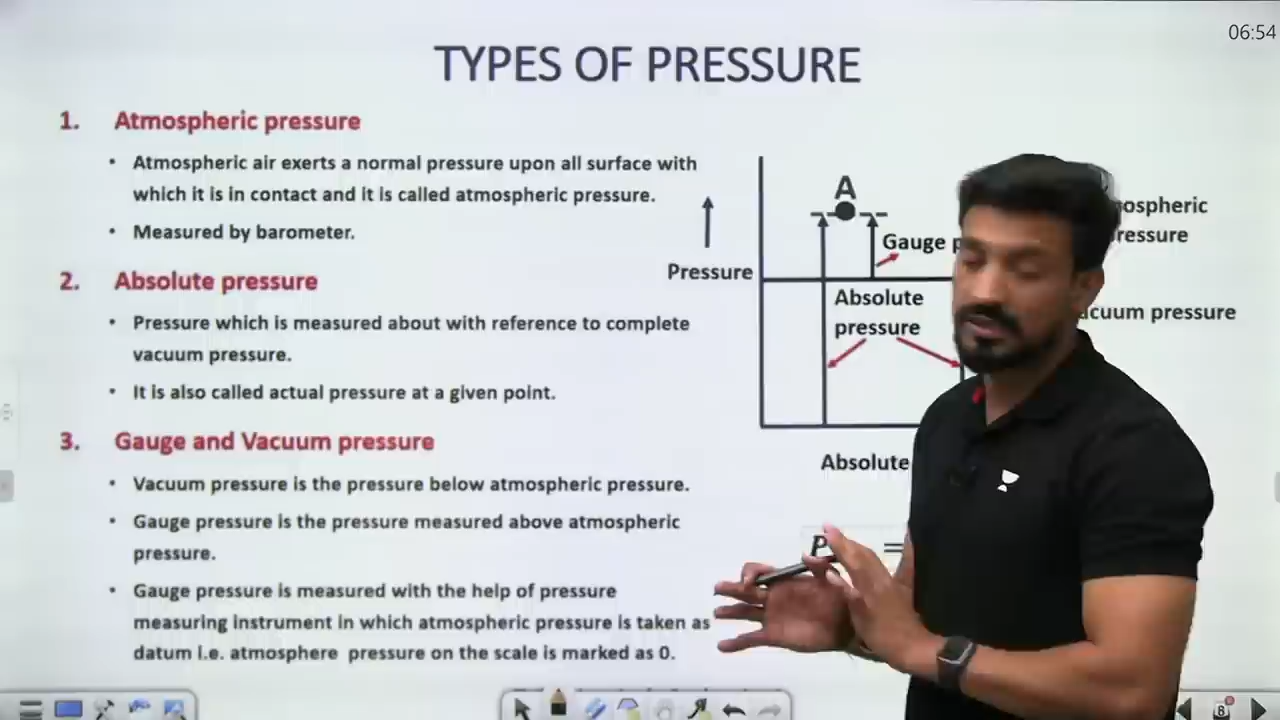 06:54
TYPES OF PRESSURE
1. Atmospheric pressure
• Atmospheric air exerts a normal pressure upon all surface with
which it is in contact and it is called atmospheric pressure.
• Measured by barometer.
2. Absolute pressure
• Pressure which is measured about with reference to complete
vacuum pressure.
• It is also called actual pressure at a given point.
3. Gauge and Vacuum pressure
• Vacuum pressure is the pressure below atmospheric pressure.
• Gauge pressure is the pressure measured above atmospheric
pressure.
• Gauge pressure is measured with the help of pressure
measuring instrument in which atmospheric pressure is taken as
datum i.e. atmosphere pressure on the scale is marked as 0.
A
Gauge
Pressure
Absolute
pressure
Absolute
P =
vacuum pressure
8